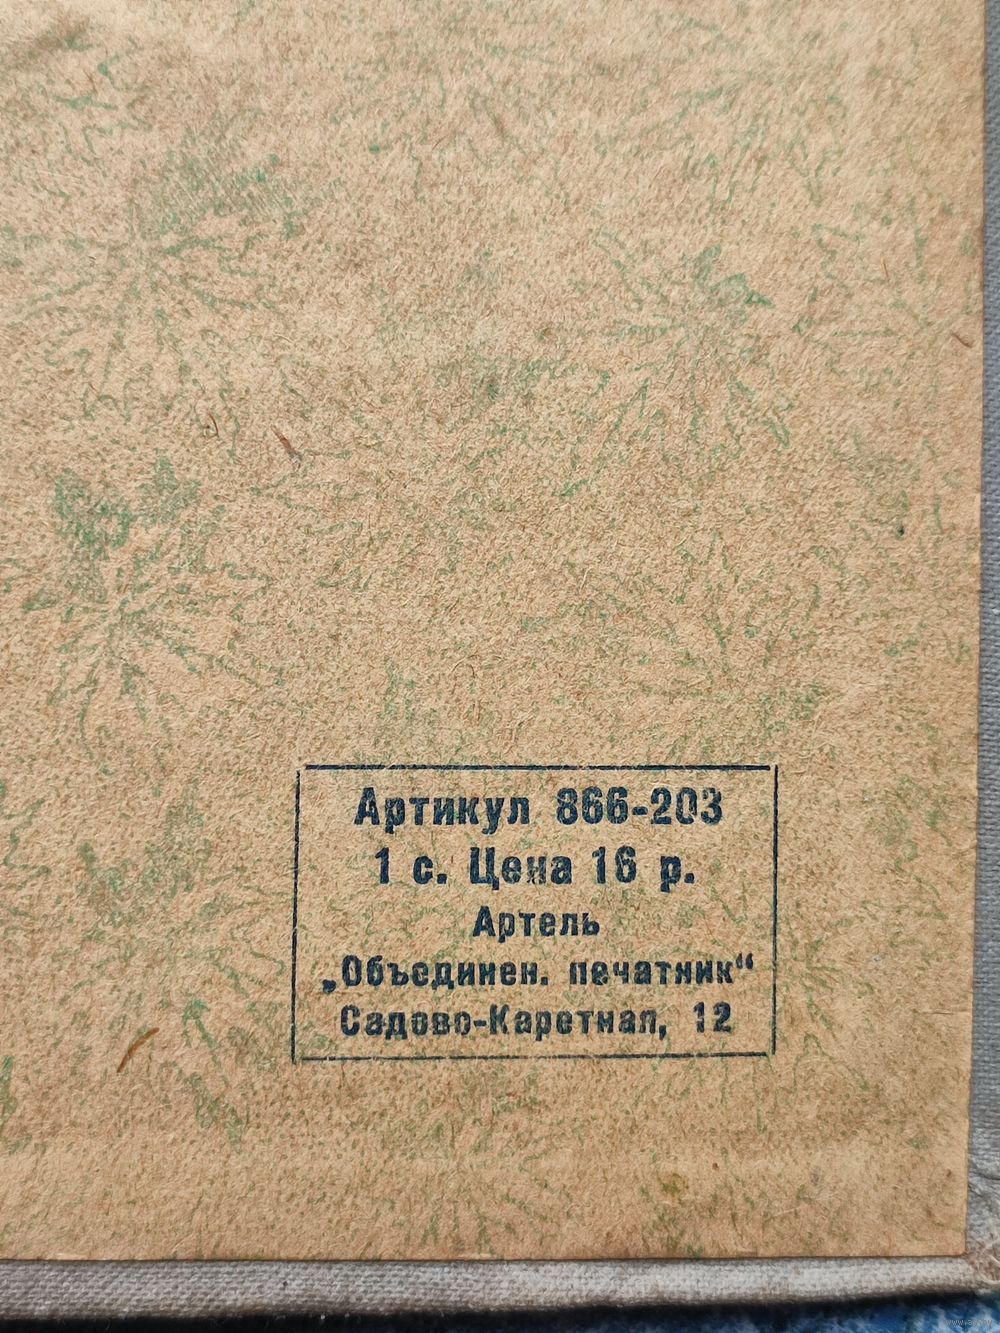 Артикул 866-203
1 с. Цена 16 р.
Артель
„Объединен. печатник“
Садово-Каретная, 12